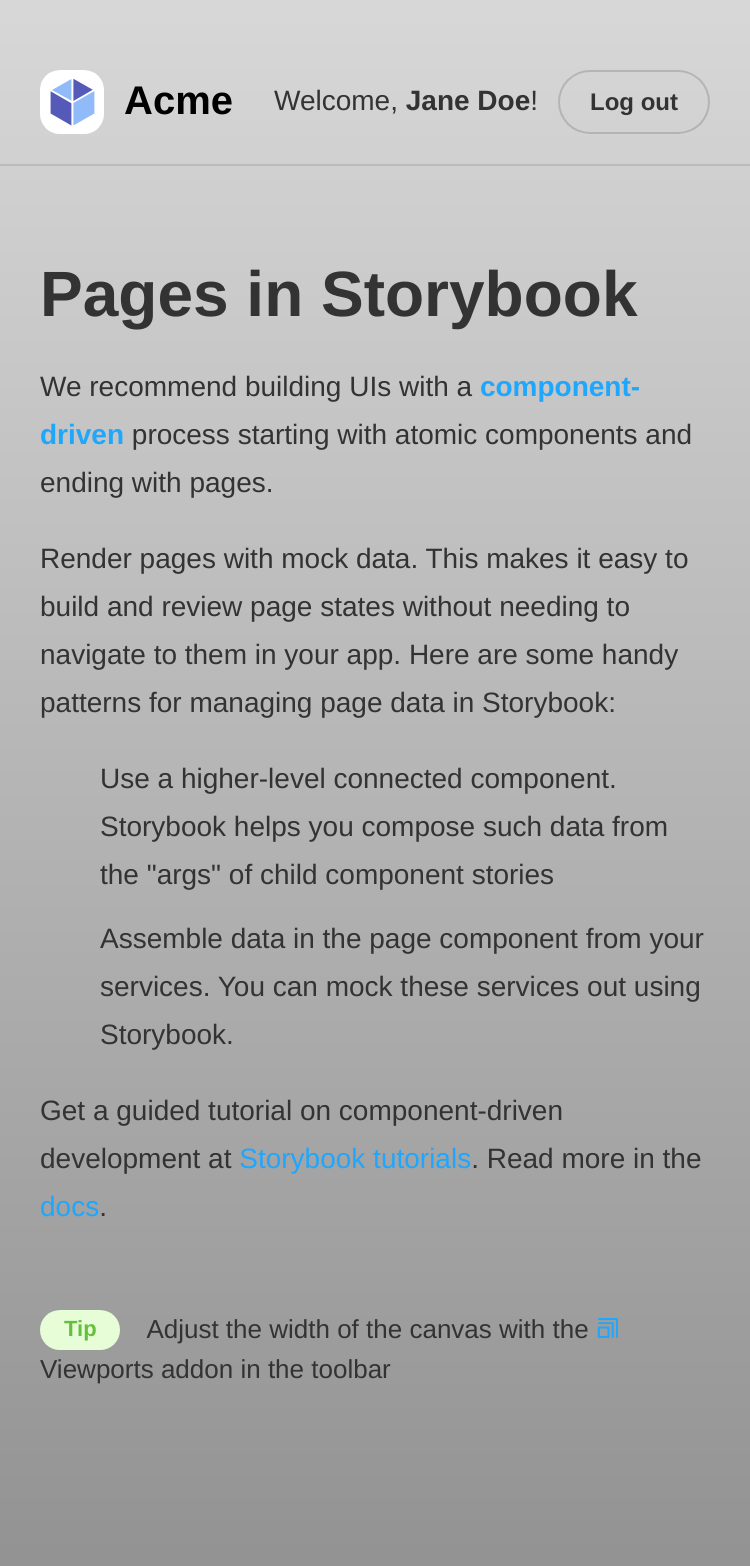 Acme
Welcome, Jane Doe!
Log out
Pages in Storybook
We recommend building UIs with a component-
driven process starting with atomic components and
ending with pages.
Render pages with mock data. This makes it easy to
build and review page states without needing to
navigate to them in your app. Here are some handy
patterns for managing page data in Storybook:
Use a higher-level connected component.
Storybook helps you compose such data from
the "args" of child component stories
Assemble data in the page component from your
services. You can mock these services out using
Storybook.
Get a guided tutorial on component-driven
development at Storybook tutorials. Read more in the
docs.
Tip Adjust the width of the canvas with the
Viewports addon in the toolbar